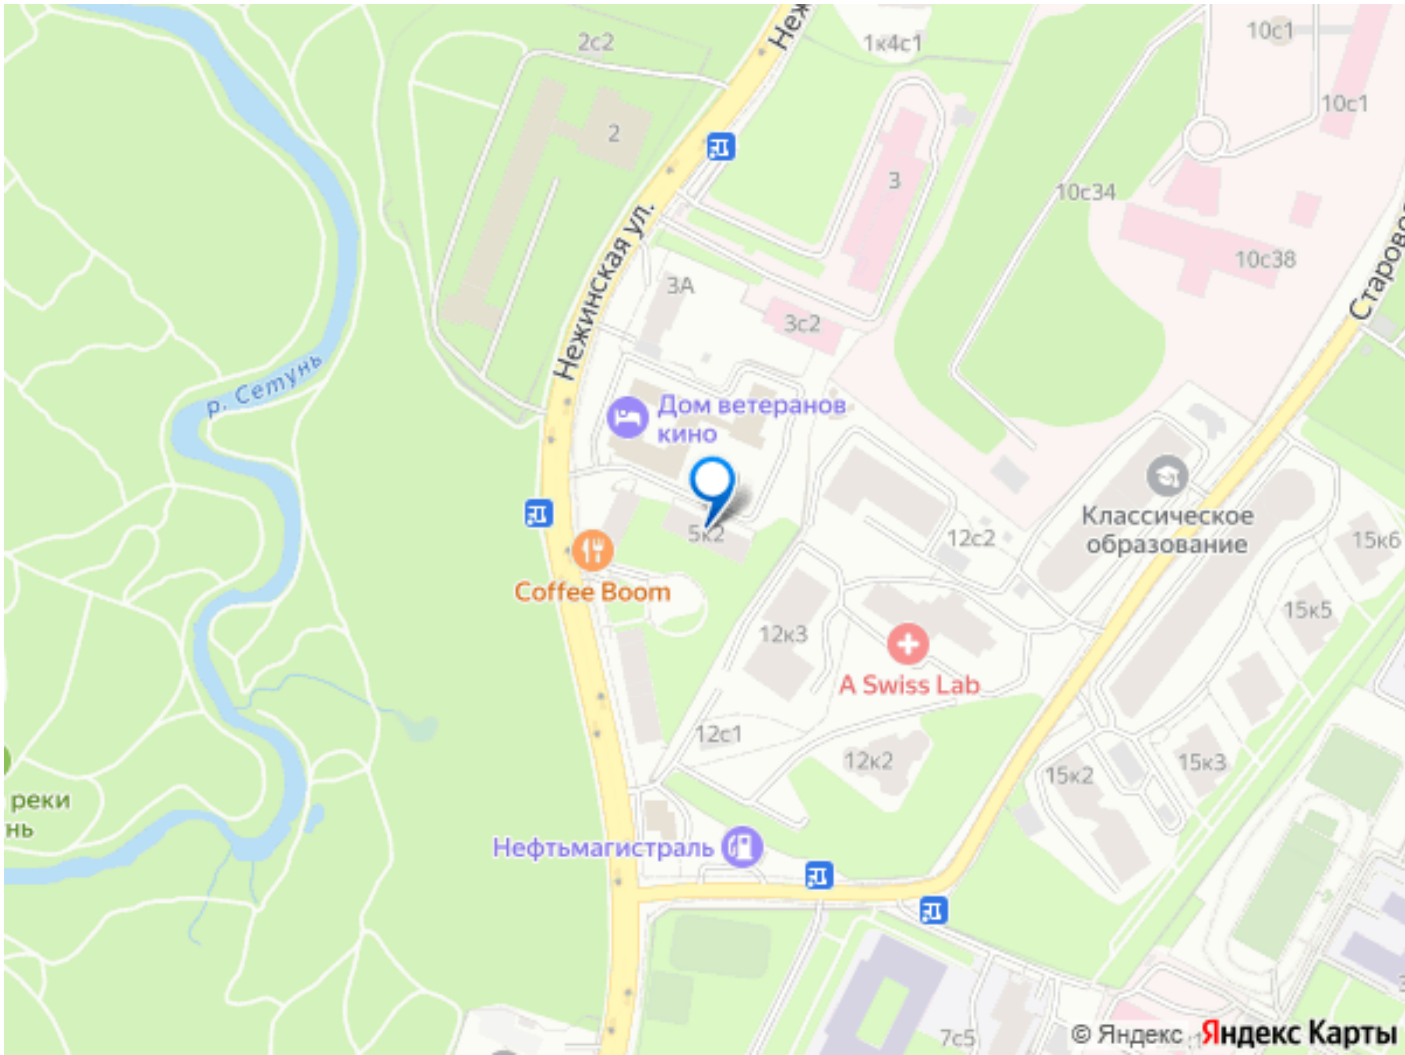 Неж
2с2
1к4с1
10с1
10с1
2
3
10с34
Нежинская ул.
10с38
Старово
3А
3с2
р. Сетунь
Дом ветеранов
кино
5к2
12с2
Классическое
образование
15к6
Coffee Boom
15к5
12к3
A Swiss Lab
12с1
12к2
15к2
15к3
реки
нь
Нефтьмагистраль
7с5
© Яндекс
Яндекс Карты